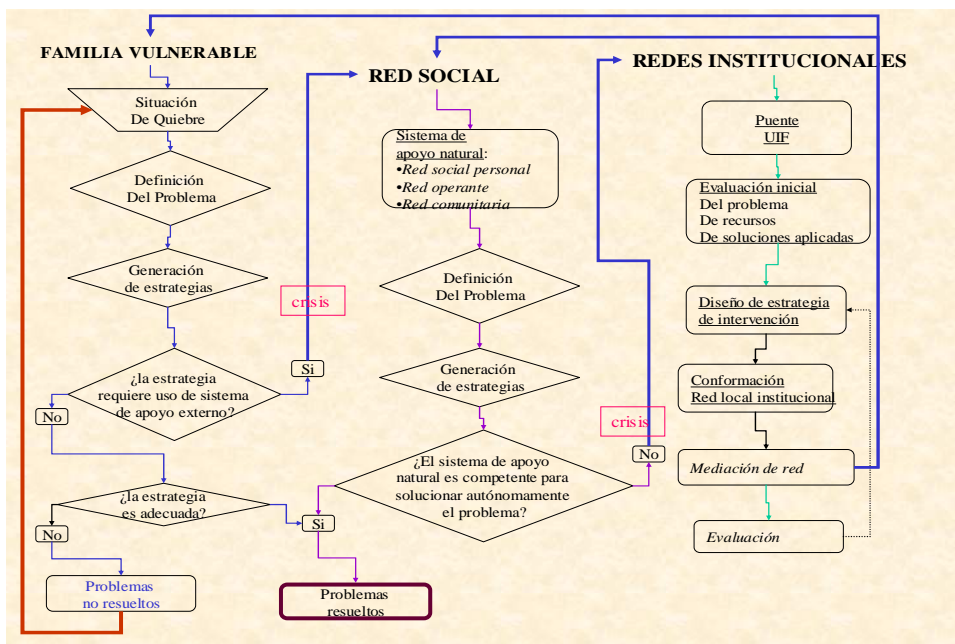 FAMILIA VULNERABLE
Situación
De Quiebre
Definición
Del Problema
Generación
de estrategias
¿la estrategia
requiere uso de sistema
de apoyo externo?
Si
No
¿la estrategia
es adecuada?
No
Problemas
no resueltos
crisis
RED SOCIAL
Sistema de
apoyo natural:
•Red social personal
•Red operante
•Red comunitaria
Definición
Del Problema
Generación
de estrategias
¿El sistema de apoyo
natural es competente para
solucionar autónomamente
el problema?
Si
Problemas
resueltos
crisis
No
REDES INSTITUCIONALES
Puente
UIF
Evaluación inicial
Del problema
De recursos
De soluciones aplicadas
Diseño de estrategia
de intervención
Conformación
Red local institucional
Mediación de red
Evaluación